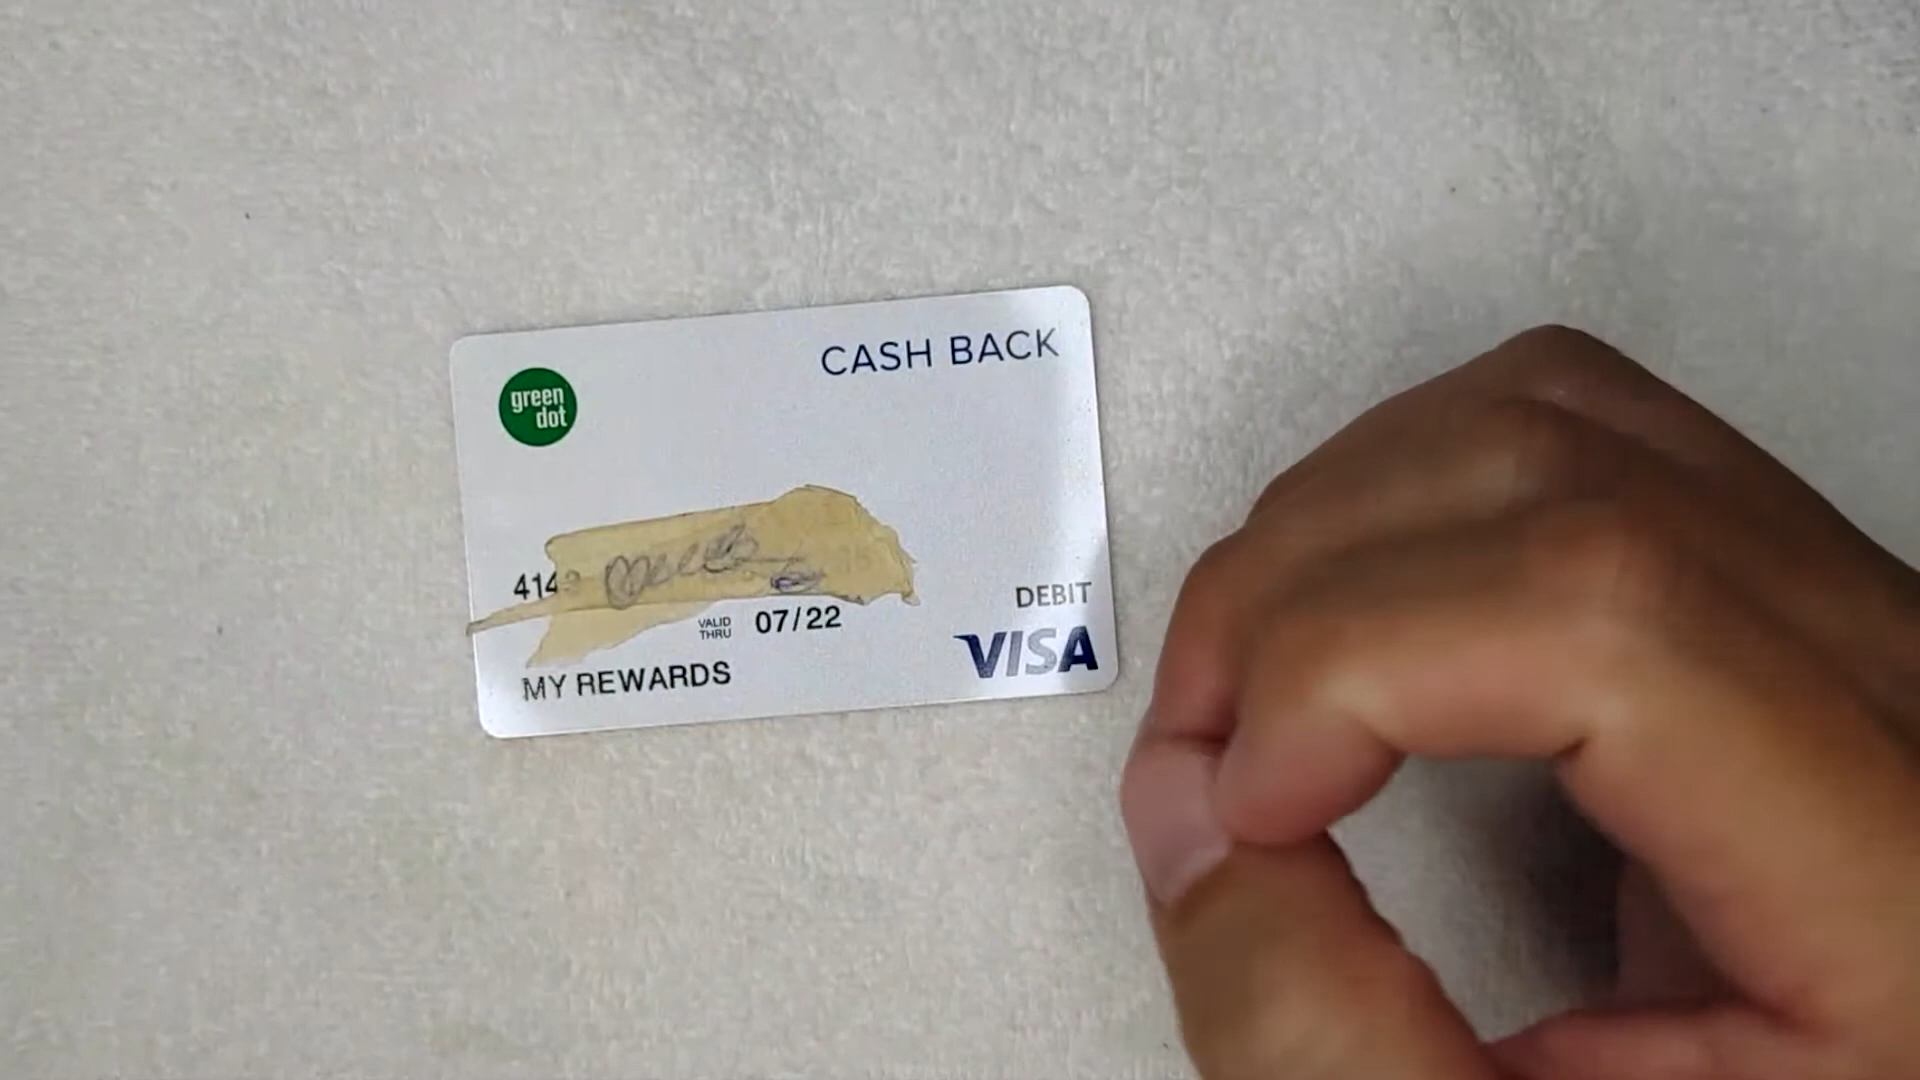 CASH BACK
green
dot
414
VALID
THRU
07/22
DEBIT
MY REWARDS
VISA